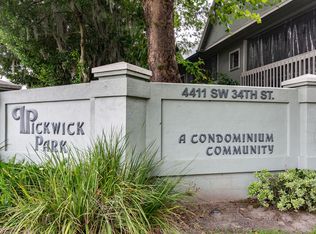 PICKWICK
PARK
4411 SW 34TH ST.
A CONDOMINIUM
COMMUNITY